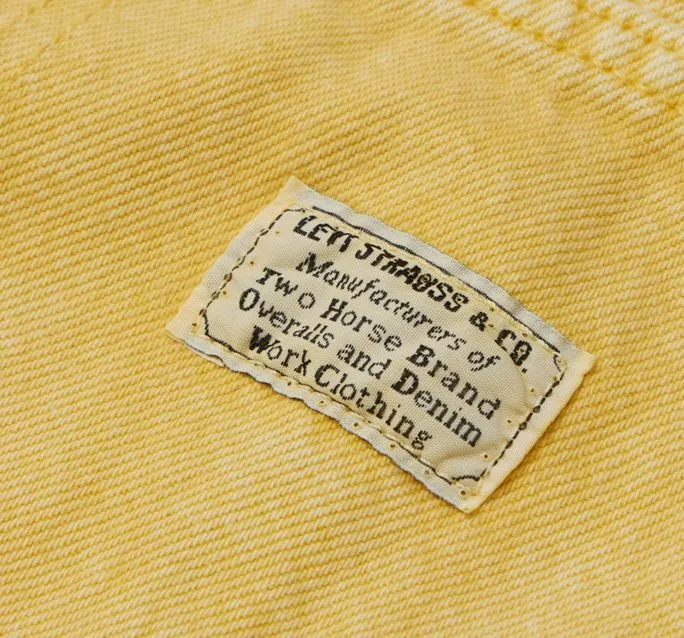 LEVI STRAUSS & CO.
Manufacturers of
Two Horse Brand
Overalls and Denim
Work Clothing